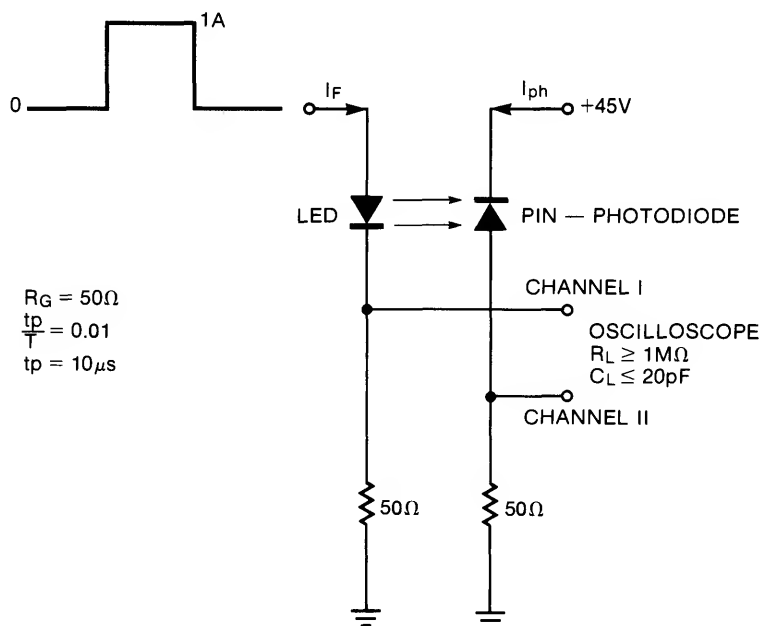 1A
0
IF
Iph
+45V
LED
PIN — PHOTODIODE
RG = 50Ω
tp/T = 0.01
tp = 10μs
CHANNEL I
OSCILLOSCOPE
RL ≥ 1MΩ
CL ≤ 20pF
CHANNEL II
50Ω
50Ω